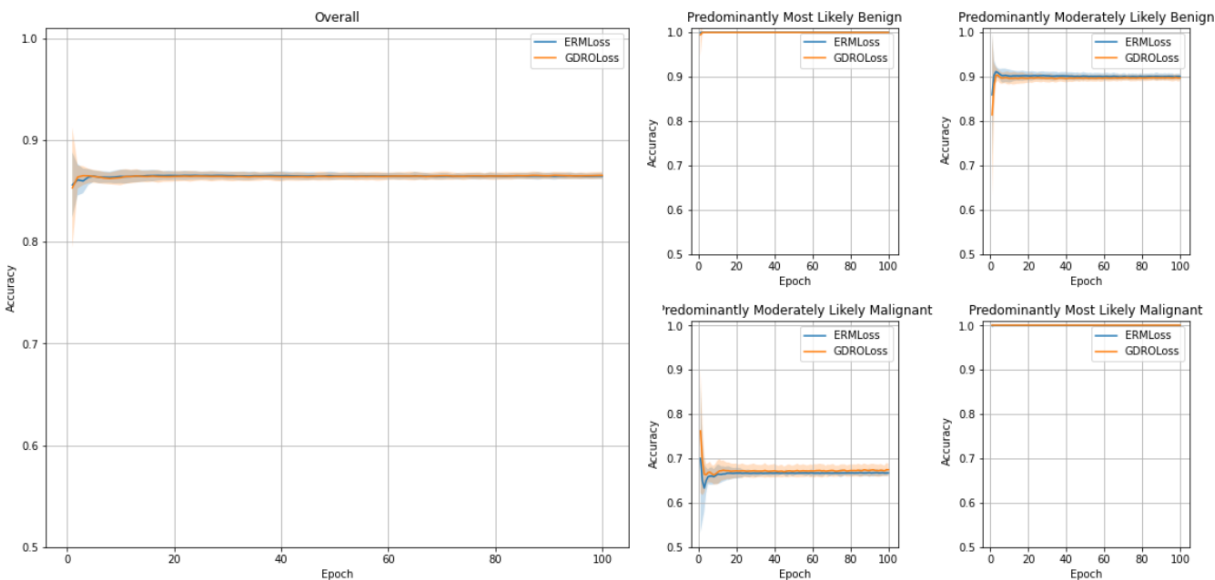 Overall
1.0
0.9
0.8
0.7
0.6
0.5
Accuracy
0
20
40
60
80
100
Epoch
ERMLoss
GDROLoss
Predominantly Most Likely Benign
1.0
0.9
0.8
0.7
0.6
0.5
Accuracy
0
20
40
60
80
100
Epoch
ERMLoss
GDROLoss
Predominantly Moderately Likely Benign
1.0
0.9
0.8
0.7
0.6
0.5
Accuracy
0
20
40
60
80
100
Epoch
ERMLoss
GDROLoss
redominantly Moderately Likely Malignant
1.0
0.9
0.8
0.7
0.6
0.5
Accuracy
0
20
40
60
80
100
Epoch
ERMLoss
GDROLoss
Predominantly Most Likely Malignant
1.0
0.9
0.8
0.7
0.6
0.5
Accuracy
0
20
40
60
80
100
Epoch
ERMLoss
GDROLoss